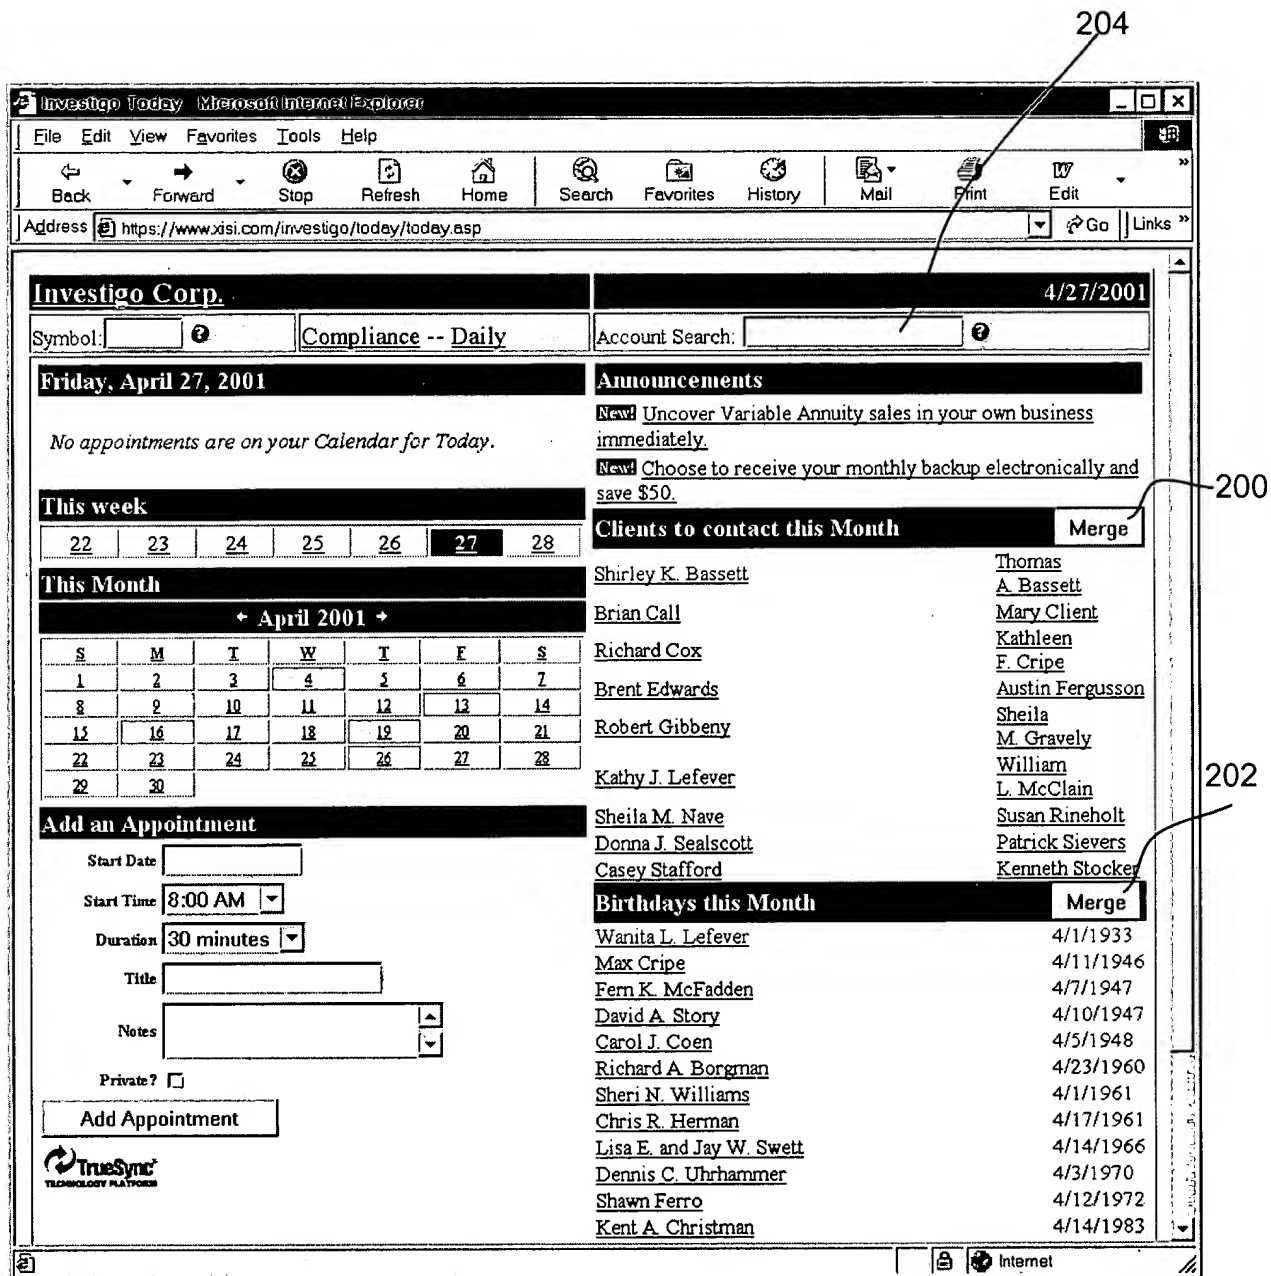 204
Investigo Today Microsoft Internet Explorer
File Edit View Favorites Tools Help
Back Forward Stop Refresh Home Search Favorites History Mail Print Edit »
Address https://www.xisi.com/investigo/today/today.asp Go Links »
Investigo Corp. 4/27/2001
Symbol: ? Compliance -- Daily Account Search: ?
Friday, April 27, 2001
No appointments are on your Calendar for Today.
This week
22 23 24 25 26 27 28
This Month
April 2001
S M T W T F S
1 2 3 4 5 6 7
8 9 10 11 12 13 14
15 16 17 18 19 20 21
22 23 24 25 26 27 28
29 30
Add an Appointment
Start Date
Start Time 8:00 AM
Duration 30 minutes
Title
Notes
Private?
Add Appointment
TrueSync
TECHNOLOGY PLATFORM
Announcements
New! Uncover Variable Annuity sales in your own business
immediately.
New! Choose to receive your monthly backup electronically and
save $50.
200
Clients to contact this Month Merge
Shirley K. Bassett Thomas
A. Bassett
Brian Call Mary Client
Richard Cox Kathleen
F. Cripe
Brent Edwards Austin Fergusson
Robert Gibbeny Sheila
M. Gravely
Kathy J. Lefever William
L. McClain
202
Sheila M. Nave Susan Rineholt
Donna J. Sealscott Patrick Sievers
Casey Stafford Kenneth Stocker
Birthdays this Month Merge
Wanita L. Lefever 4/1/1933
Max Cripe 4/11/1946
Fern K. McFadden 4/7/1947
David A. Story 4/10/1947
Carol J. Coen 4/5/1948
Richard A. Borgman 4/23/1960
Sheri N. Williams 4/1/1961
Chris R. Herman 4/17/1961
Lisa E. and Jay W. Swett 4/14/1966
Dennis C. Uhrhammer 4/3/1970
Shawn Ferro 4/12/1972
Kent A. Christman 4/14/1983
Internet